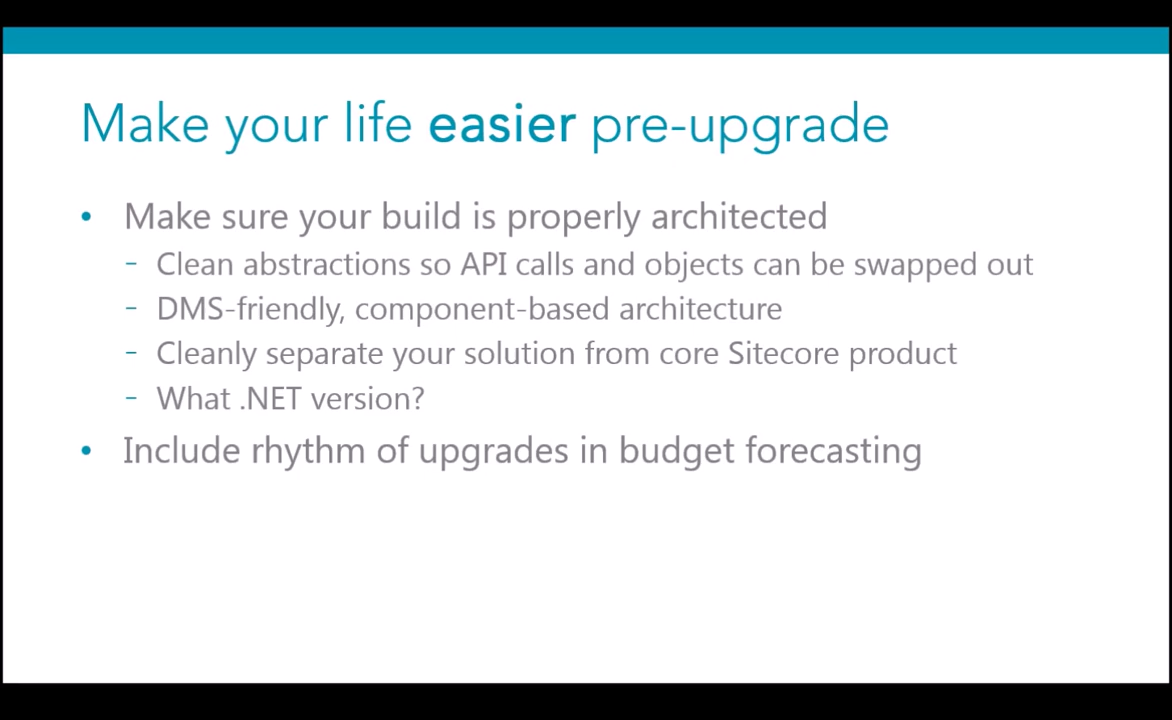 Make your life easier pre-upgrade
• Make sure your build is properly architected
- Clean abstractions so API calls and objects can be swapped out
- DMS-friendly, component-based architecture
- Cleanly separate your solution from core Sitecore product
- What .NET version?
• Include rhythm of upgrades in budget forecasting